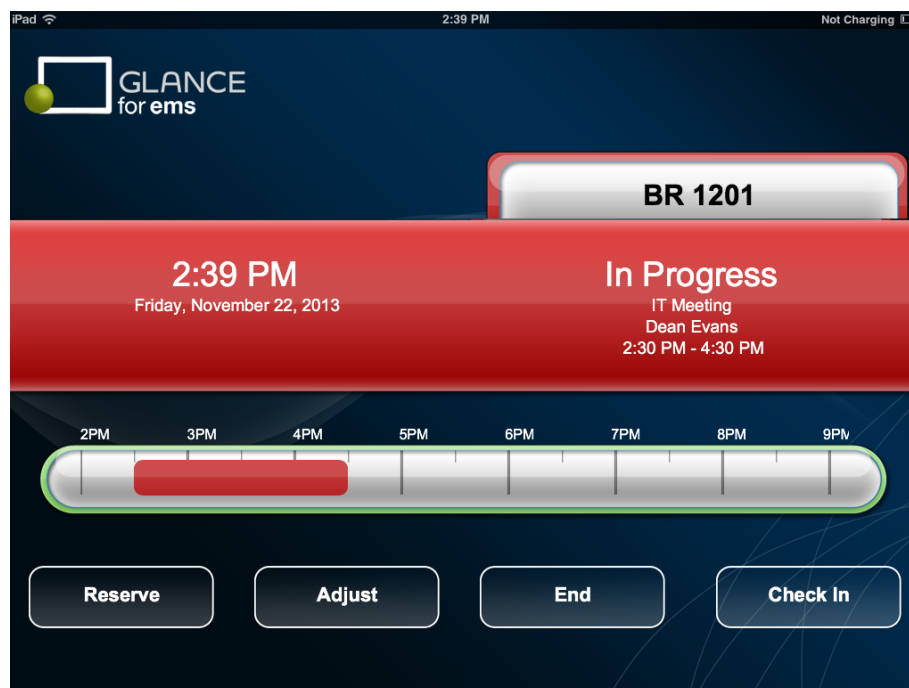 iPad 2:39 PM Not Charging
GLANCE
for ems
BR 1201
2:39 PM
Friday, November 22, 2013
In Progress
IT Meeting
Dean Evans
2:30 PM - 4:30 PM
2PM 3PM 4PM 5PM 6PM 7PM 8PM 9PM
Reserve Adjust End Check In